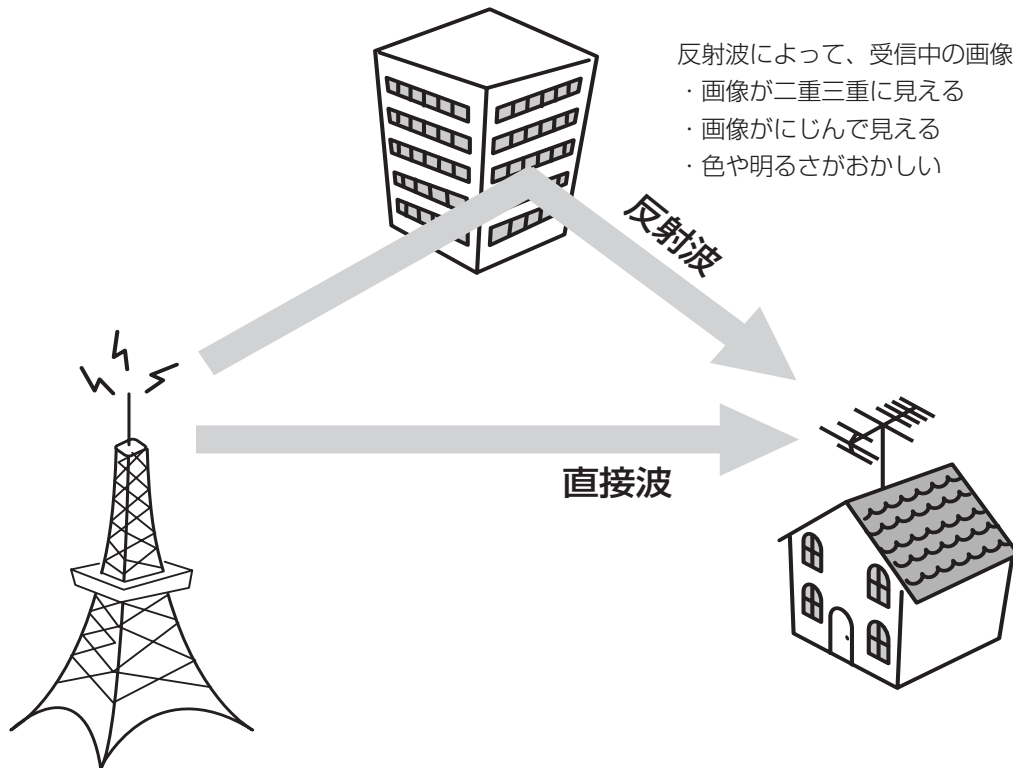 反射波によって、受信中の画像
・画像が二重三重に見える
・画像がにじんで見える
・色や明るさがおかしい
反射波
直接波